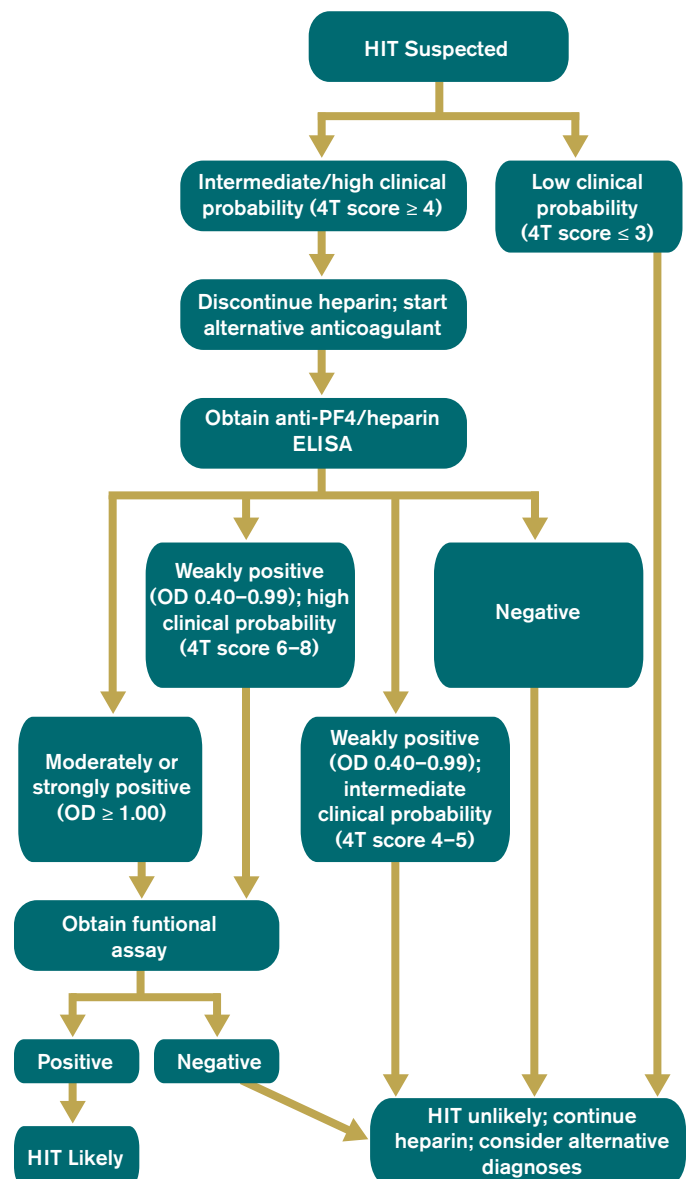 HIT Suspected
Intermediate/high clinical
probability (4T score ≥ 4)
Low clinical
probability
(4T score ≤ 3)
Discontinue heparin; start
alternative anticoagulant
Obtain anti-PF4/heparin
ELISA
Weakly positive
(OD 0.40–0.99); high
clinical probability
(4T score 6–8)
Negative
Moderately or
strongly positive
(OD ≥ 1.00)
Weakly positive
(OD 0.40–0.99);
intermediate
clinical probability
(4T score 4–5)
Obtain funtional
assay
Positive
Negative
HIT Likely
HIT unlikely; continue
heparin; consider alternative
diagnoses